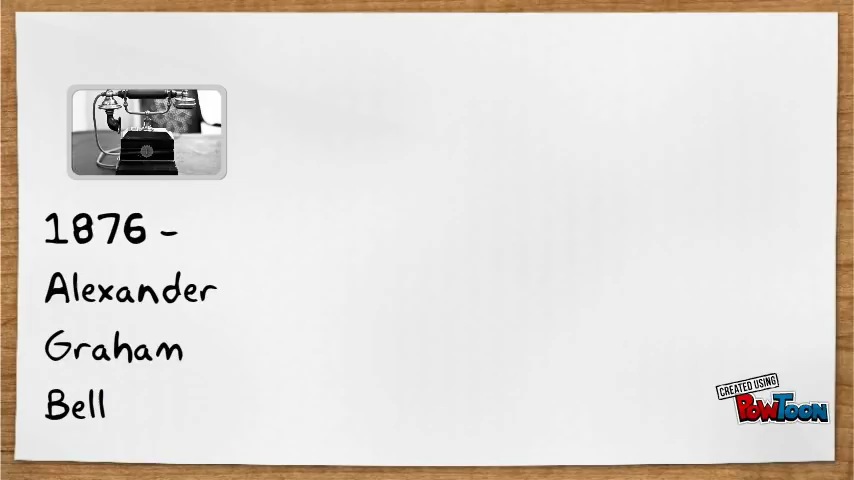 1876 -
Alexander
Graham
Bell
CREATED USING
POWTOON